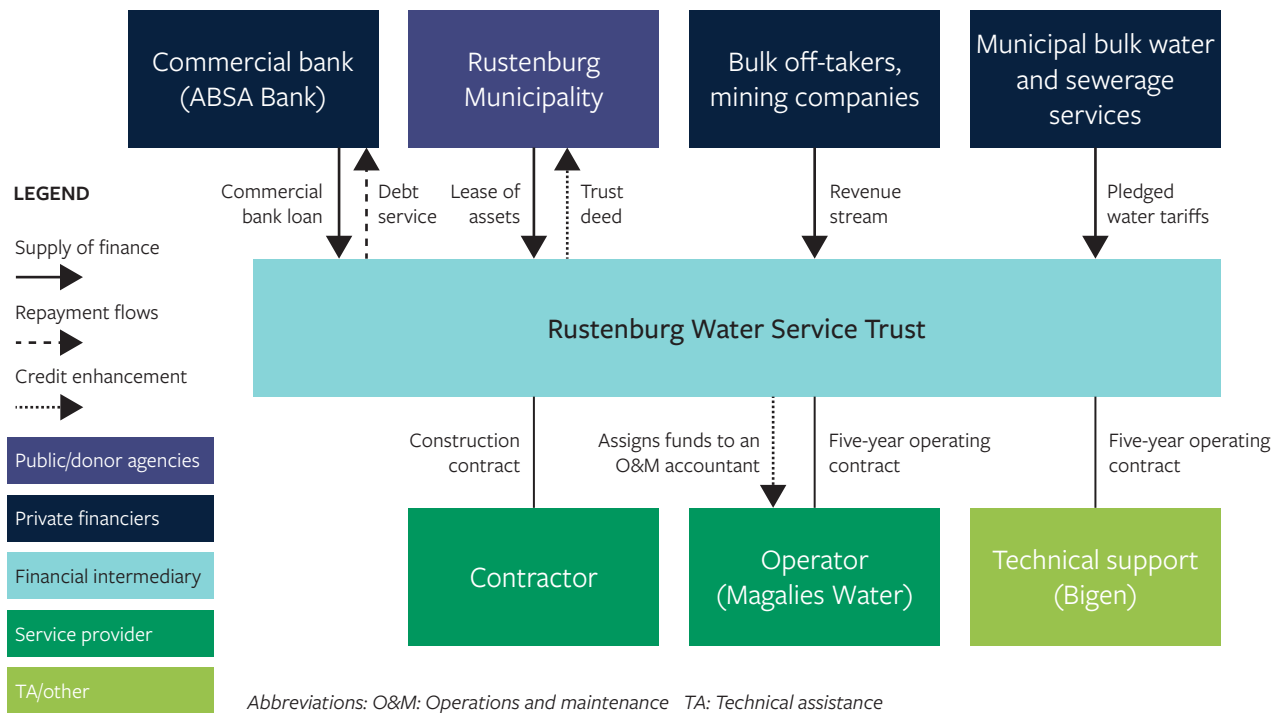 Commercial bank
(ABSA Bank)
Rustenburg
Municipality
Bulk off-takers,
mining companies
Municipal bulk water
and sewerage
services
LEGEND
Supply of finance
Repayment flows
Credit enhancement
Public/donor agencies
Private financiers
Financial intermediary
Service provider
TA/other
Commercial
bank loan
Debt
service
Lease of
assets
Trust
deed
Revenue
stream
Pledged
water tariffs
Rustenburg Water Service Trust
Construction
contract
Assigns funds to an
O&M accountant
Five-year operating
contract
Five-year operating
contract
Contractor
Operator
(Magalies Water)
Technical support
(Bigen)
Abbreviations: O&M: Operations and maintenance TA: Technical assistance